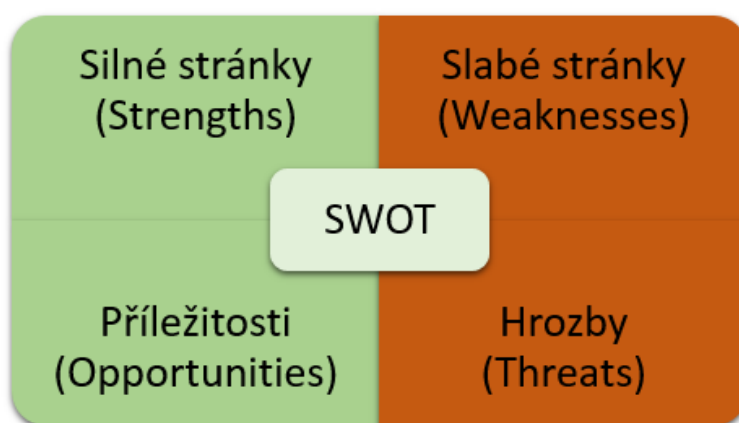 Silné stránky
(Strengths)
Slabé stránky
(Weaknesses)
SWOT
Příležitosti
(Opportunities)
Hrozby
(Threats)